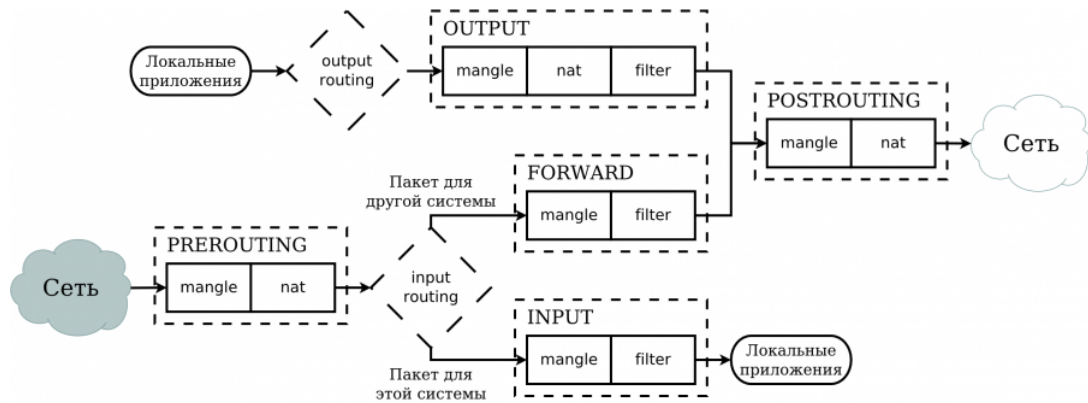 OUTPUT
Локальные
приложения
output
routing
mangle nat filter
POSTROUTING
mangle nat
Сеть
Пакет для
другой системы
FORWARD
mangle filter
PREROUTING
Сеть
mangle nat
input
routing
INPUT
mangle filter
Локальные
приложения
Пакет для
этой системы